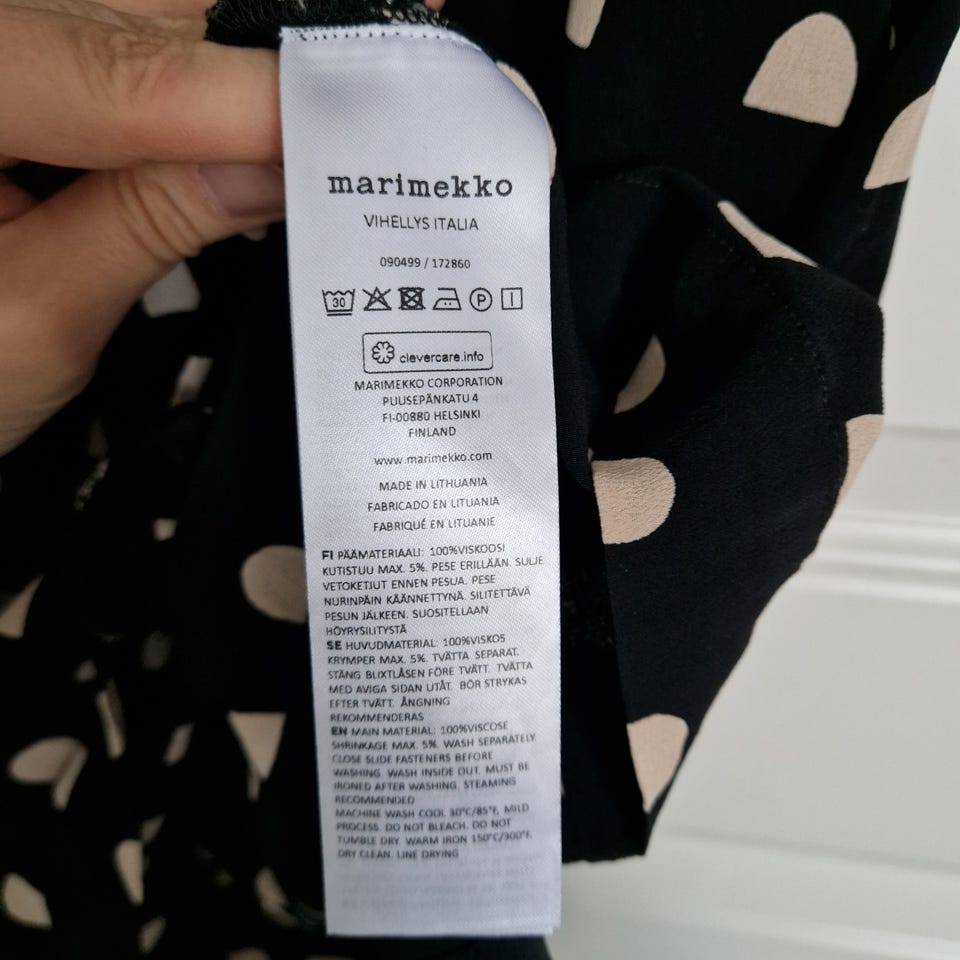 marimekko
VIHELLYS ITALIA
090499 / 172860
30 P
clevercare.info
MARIMEKKO CORPORATION
PUUSEPÄNKATU 4
FI-00880 HELSINKI
FINLAND
www.marimekko.com
MADE IN LITHUANIA
FABRICADO EN LITUANIA
FABRIQUÉ EN LITUANIE
FI PÄÄMATERIAALI: 100%VISKOOSI
KUTISTUU MAX. 5%. PESE ERILLÄÄN. SULJE
VETOKETJUT ENNEN PESUA. PESE
NURINPÄIN KÄÄNNETTYNÄ. SILITETTÄVÄ
PESUN JÄLKEEN. SUOSITELLAAN
HÖYRYSILITYSTÄ
SE HUVUDMATERIAL: 100%VISKOS
KRYMPER MAX. 5%. TVÄTTA SEPARAT.
STÄNG BLIXTLÅSEN FÖRE TVÄTT. TVÄTTA
MED AVIGA SIDAN UTÅT. BÖR STRYKAS
EFTER TVÄTT. ÅNGNING
REKOMMENDERAS
EN MAIN MATERIAL: 100%VISCOSE
SHRINKAGE MAX. 5%. WASH SEPARATELY.
CLOSE SLIDE FASTENERS BEFORE
WASHING. WASH INSIDE OUT. MUST BE
IRONED AFTER WASHING. STEAMING
RECOMMENDED
MACHINE WASH COOL 30°C/85°F, MILD
PROCESS. DO NOT BLEACH. DO NOT
TUMBLE DRY. WARM IRON 150°C/300°F.
DRY CLEAN. LINE DRYING